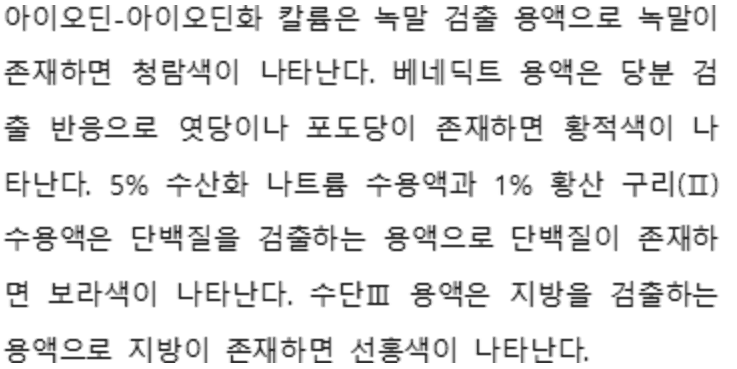 아이오딘-아이오딘화 칼륨은 녹말 검출 용액으로 녹말이
존재하면 청람색이 나타난다. 베네딕트 용액은 당분 검
출 반응으로 엿당이나 포도당이 존재하면 황적색이 나
타난다. 5% 수산화 나트륨 수용액과 1% 황산 구리(Ⅱ)
수용액은 단백질을 검출하는 용액으로 단백질이 존재하
면 보라색이 나타난다. 수단Ⅲ 용액은 지방을 검출하는
용액으로 지방이 존재하면 선홍색이 나타난다.